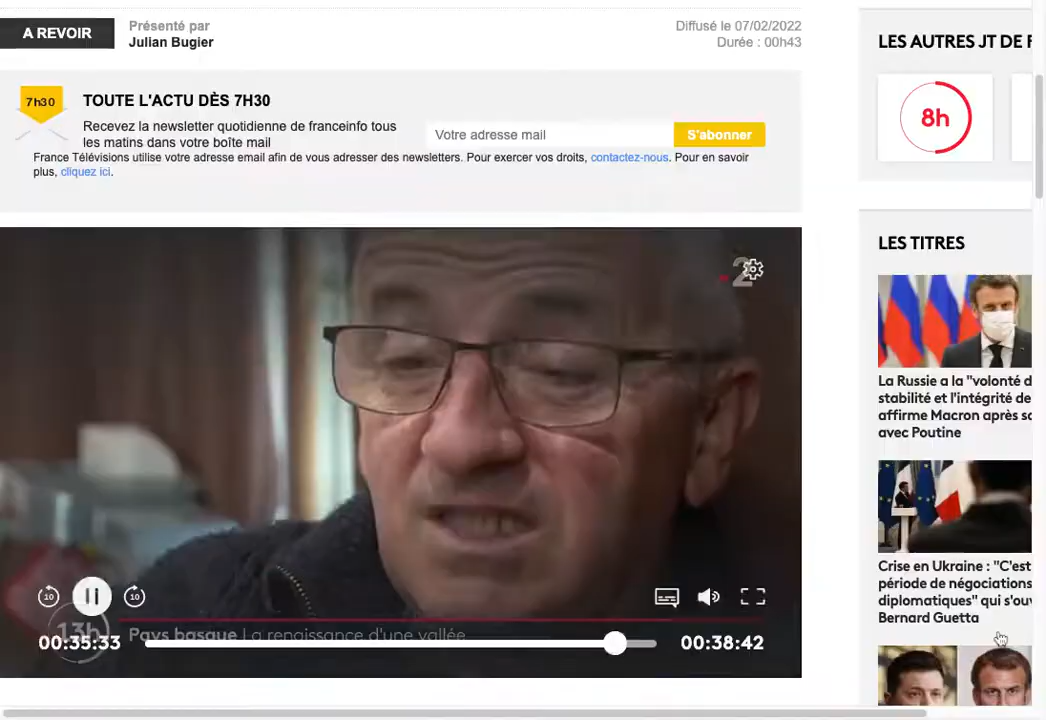 A REVOIR
Présenté par
Julian Bugier
Diffusé le 07/02/2022
Durée : 00h43
7h30
TOUTE L'ACTU DÈS 7H30
Recevez la newsletter quotidienne de franceinfo tous
les matins dans votre boîte mail
Votre adresse mail
S'abonner
France Télévisions utilise votre adresse email afin de vous adresser des newsletters. Pour exercer vos droits, contactez-nous. Pour en savoir
plus, cliquez ici.
2
10
10
13h
Pays basque La renaissance d'une vallée
00:35:33
00:38:42
LES AUTRES JT DE F
8h
LES TITRES
La Russie a la "volonté d
stabilité et l'intégrité de
affirme Macron après
avec Poutine
Crise en Ukraine : "C'est
période de négociations
diplomatiques" qui s'ouv
Bernard Guetta